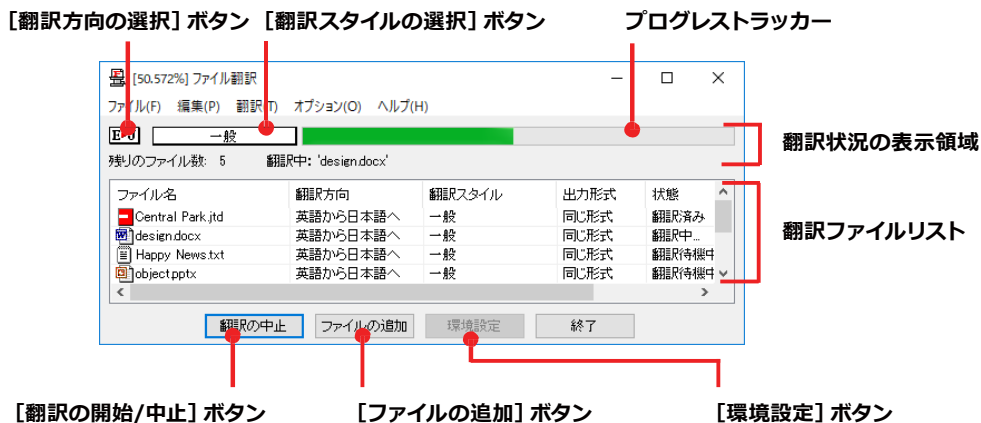 ［翻訳方向の選択］ボタン ［翻訳スタイルの選択］ボタン プログレストラッカー
[50.572%] ファイル翻訳
ファイル(F) 編集(P) 翻訳(T) オプション(O) ヘルプ(H)
E J 一般
翻訳状況の表示領域
残りのファイル数: 5 翻訳中: 'design.docx'
ファイル名 翻訳方向 翻訳スタイル 出力形式 状態
Central Park.jtd 英語から日本語へ 一般 同じ形式 翻訳済み
翻訳ファイルリスト
design.docx 英語から日本語へ 一般 同じ形式 翻訳中...
Happy News.txt 英語から日本語へ 一般 同じ形式 翻訳待機中
object.pptx 英語から日本語へ 一般 同じ形式 翻訳待機中
翻訳の中止 ファイルの追加 環境設定 終了
［翻訳の開始/中止］ボタン ［ファイルの追加］ボタン ［環境設定］ボタン